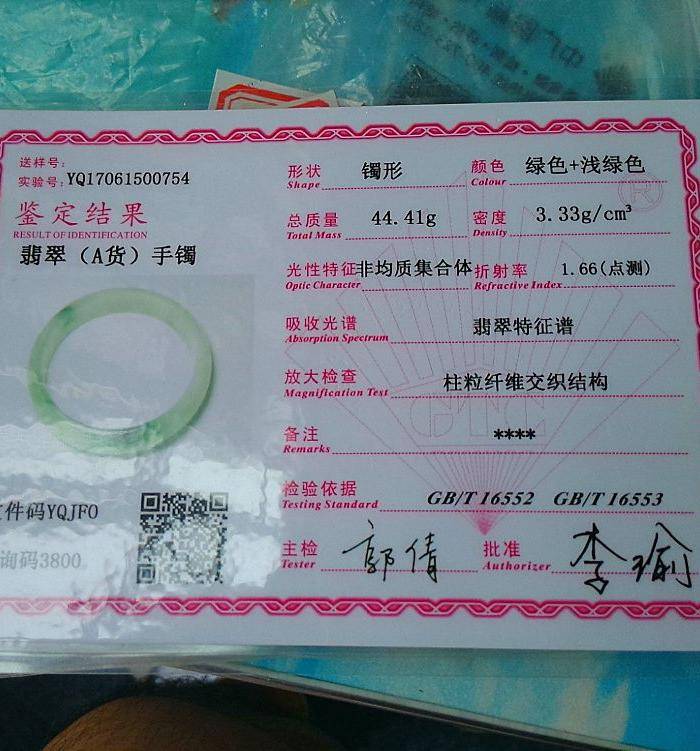 送样号:
实验号:YQ17061500754
鉴定结果
RESULT OF IDENTIFICATION
翡翠（A货）手镯
件码YQJFO
询码3800
形状 镯形 颜色 绿色+浅绿色
Shape Colour
总质量 44.41g 密度 3.33g/cm³
Total Mass Density
光性特征 非均质集合体 折射率 1.66(点测)
Optic Character Refractive Index
吸收光谱 翡翠特征谱
Absorption Spectrum
放大检查 柱粒纤维交织结构
Magnification Test
备注 ****
Remarks
检验依据 GB/T 16552 GB/T 16553
Testing Standard
主检 郭倩 批准 李瑜
Tester Authorizer